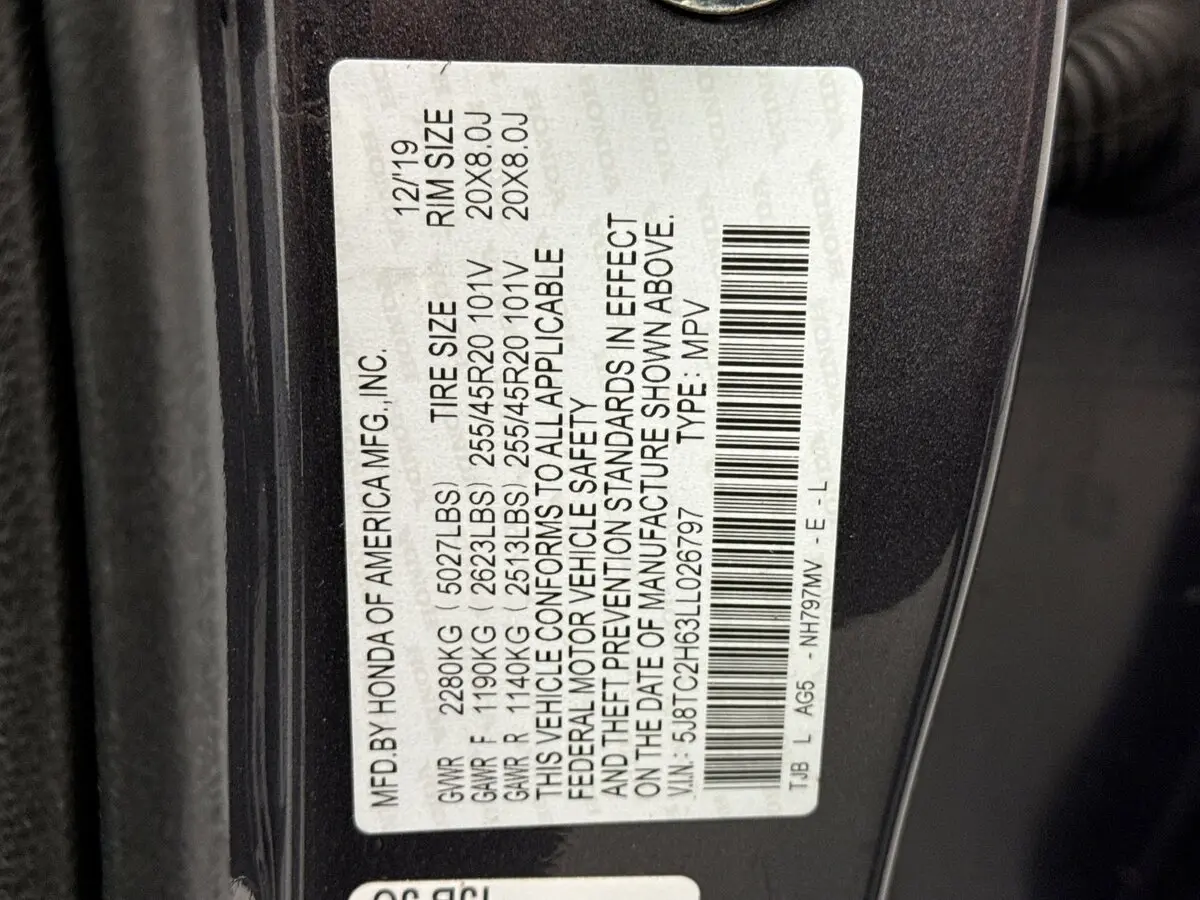 MFD.BY HONDA OF AMERICA MFG.,INC. 12/'19
GVWR 2280KG ( 5027LBS) TIRE SIZE RIM SIZE
GAWR F 1190KG ( 2623LBS) 255/45R20 101V 20X8.0J
GAWR R 1140KG ( 2513LBS) 255/45R20 101V 20X8.0J
THIS VEHICLE CONFORMS TO ALL APPLICABLE
FEDERAL MOTOR VEHICLE SAFETY
AND THEFT PREVENTION STANDARDS IN EFFECT
ON THE DATE OF MANUFACTURE SHOWN ABOVE.
V.I.N.: 5J8TC2H63LL026797 TYPE : MPV
TJB L AG5 -NH797MV - E - L